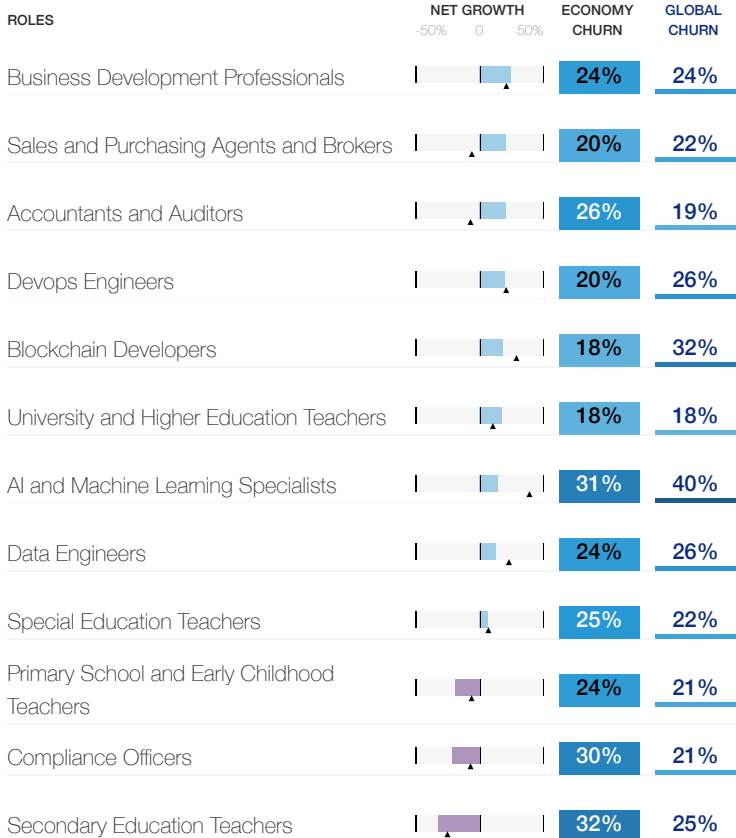 ROLES NET GROWTH ECONOMY CHURN GLOBAL CHURN
-50% 0 50%
Business Development Professionals 24% 24%
Sales and Purchasing Agents and Brokers 20% 22%
Accountants and Auditors 26% 19%
Devops Engineers 20% 26%
Blockchain Developers 18% 32%
University and Higher Education Teachers 18% 18%
AI and Machine Learning Specialists 31% 40%
Data Engineers 24% 26%
Special Education Teachers 25% 22%
Primary School and Early Childhood
Teachers 24% 21%
Compliance Officers 30% 21%
Secondary Education Teachers 32% 25%